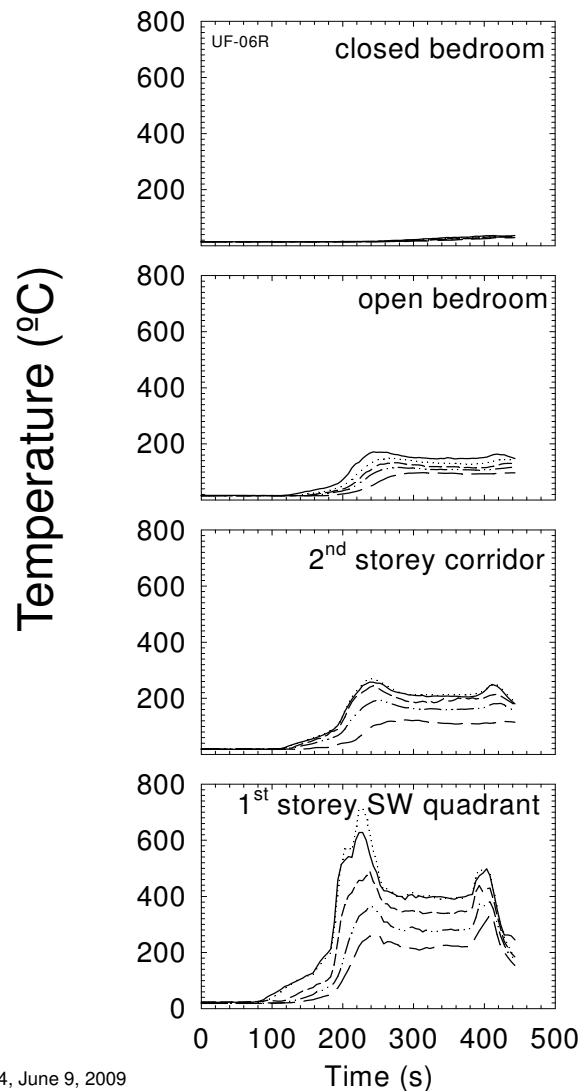 Temperature (ºC)
800
600
400
200
UF-06R
closed bedroom
800
600
400
200
open bedroom
800
600
400
200
2nd storey corridor
800
600
400
200
0
1st storey SW quadrant
0 100 200 300 400 500
Time (s)
4, June 9, 2009